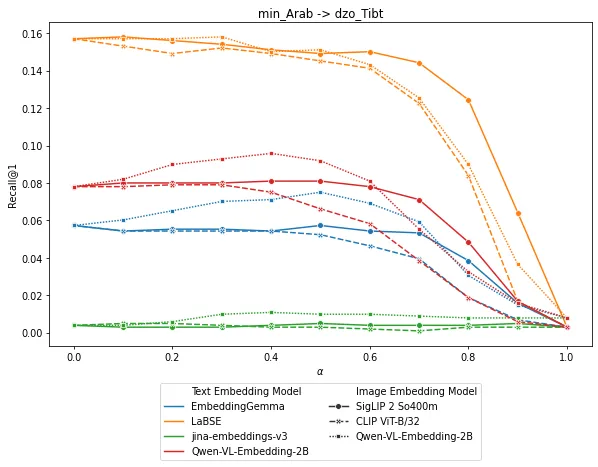 min_Arab -> dzo_Tibt
Recall@1
0.16
0.14
0.12
0.10
0.08
0.06
0.04
0.02
0.00
0.0 0.2 0.4 0.6 0.8 1.0
α
Text Embedding Model
EmbeddingGemma
LaBSE
jina-embeddings-v3
Qwen-VL-Embedding-2B
Image Embedding Model
SigLIP 2 So400m
CLIP ViT-B/32
Qwen-VL-Embedding-2B